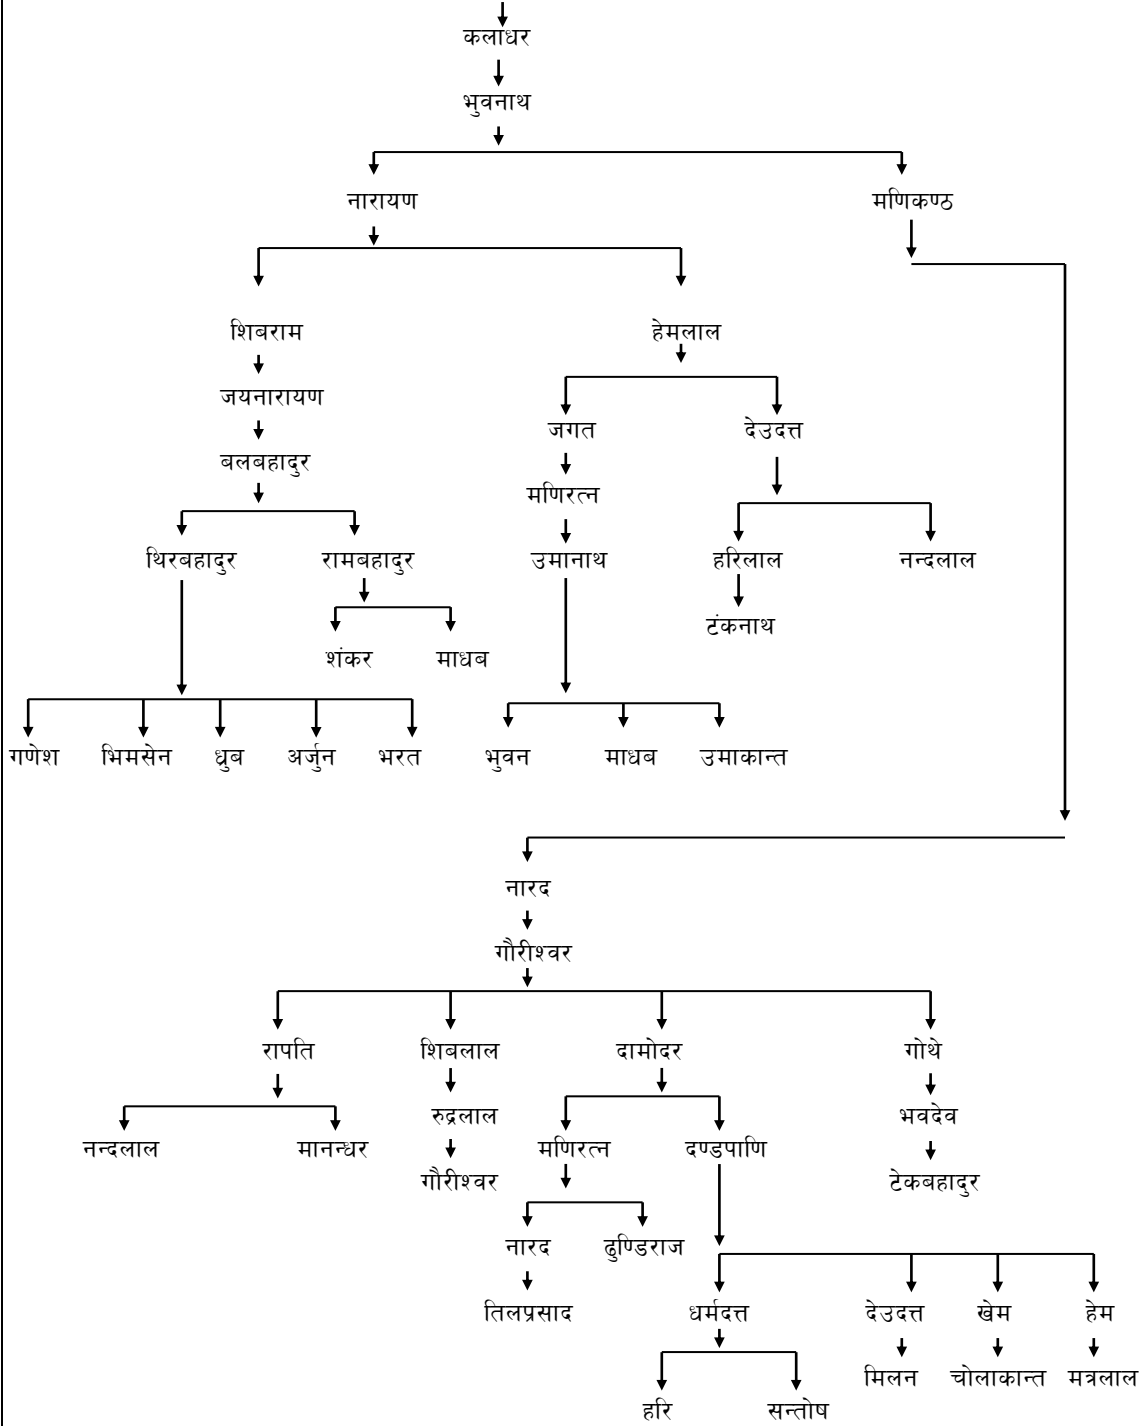 कलाधर
भुवनाथ
नारायण मणिकण्ठ
शिबराम हेमलाल
जयनारायण
जगत देउदत्त
बलबहादुर
मणिरत्न
थिरबहादुर रामबहादुर उमानाथ हरिलाल नन्दलाल
टंकनाथ
शंकर माधब
गणेश भिमसेन ध्रुब अर्जुन भरत भुवन माधब उमाकान्त
नारद
गौरीश्वर
रापति शिबलाल दामोदर गोथे
रुद्रलाल भवदेव
नन्दलाल मानन्धर मणिरत्न दण्डपाणि
गौरीश्वर टेकबहादुर
नारद ढुण्डिराज
तिलप्रसाद धर्मदत्त देउदत्त खेम हेम
मिलन चोलाकान्त मत्रलाल
हरि सन्तोष